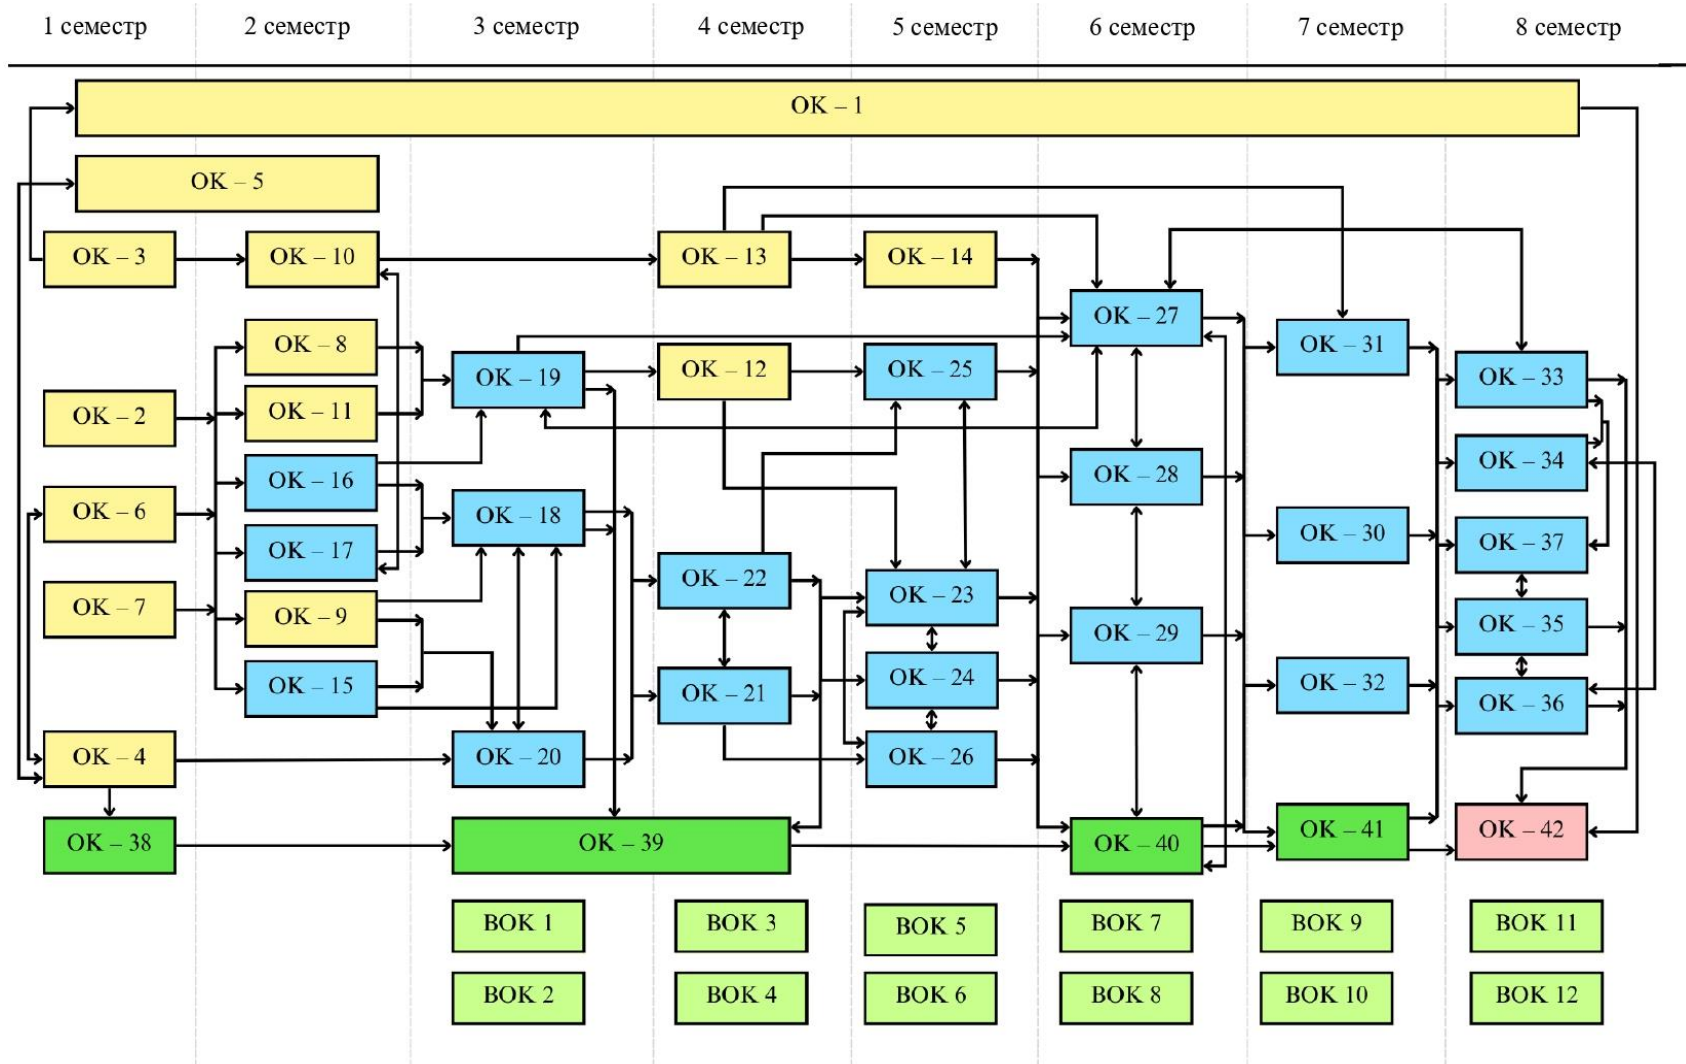 1 семестр
2 семестр
3 семестр
4 семестр
5 семестр
6 семестр
7 семестр
8 семестр
ОК – 1
ОК – 5
ОК – 3
ОК – 10
ОК – 13
ОК – 14
ОК – 27
ОК – 8
ОК – 19
ОК – 12
ОК – 25
ОК – 31
ОК – 33
ОК – 2
ОК – 11
ОК – 16
ОК – 28
ОК – 34
ОК – 6
ОК – 17
ОК – 18
ОК – 30
ОК – 37
ОК – 7
ОК – 9
ОК – 22
ОК – 23
ОК – 29
ОК – 35
ОК – 15
ОК – 21
ОК – 24
ОК – 32
ОК – 36
ОК – 4
ОК – 20
ОК – 26
ОК – 38
ОК – 39
ОК – 40
ОК – 41
ОК – 42
ВОК 1
ВОК 3
ВОК 5
ВОК 7
ВОК 9
ВОК 11
ВОК 2
ВОК 4
ВОК 6
ВОК 8
ВОК 10
ВОК 12